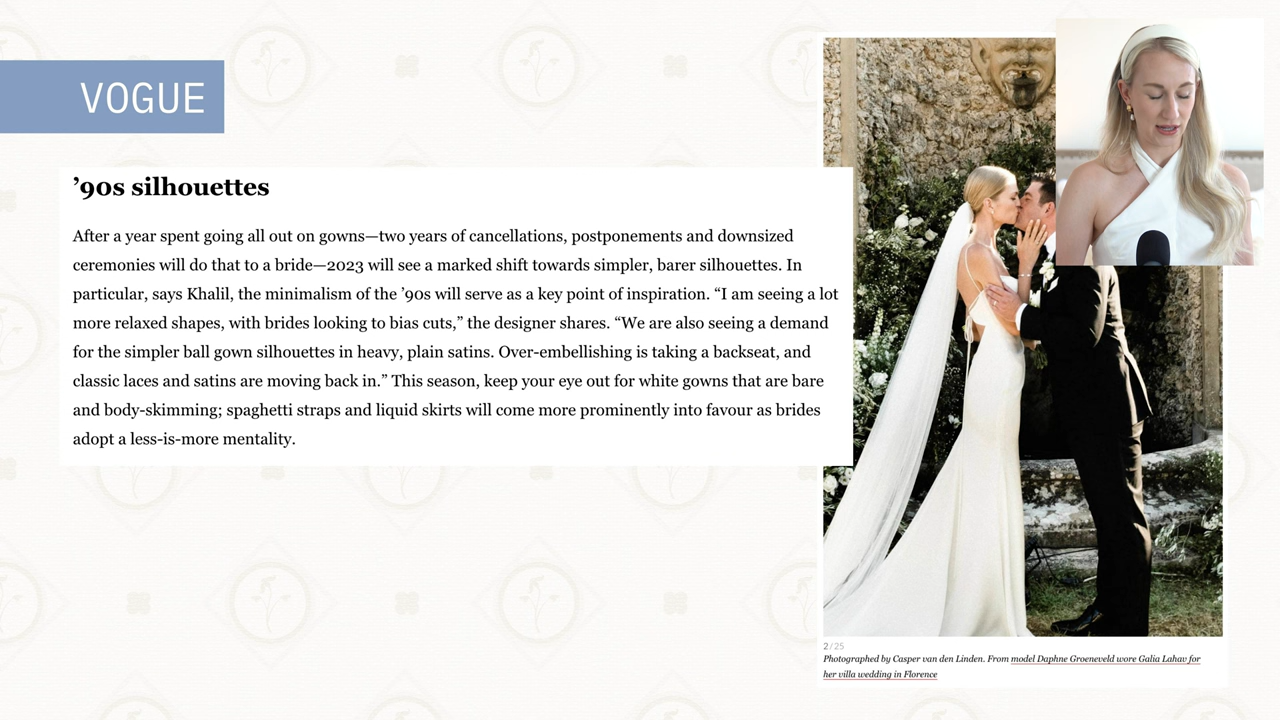 VOGUE
’90s silhouettes
After a year spent going all out on gowns—two years of cancellations, postponements and downsized
ceremonies will do that to a bride—2023 will see a marked shift towards simpler, barer silhouettes. In
particular, says Khalil, the minimalism of the ’90s will serve as a key point of inspiration. “I am seeing a lot
more relaxed shapes, with brides looking to bias cuts,” the designer shares. “We are also seeing a demand
for the simpler ball gown silhouettes in heavy, plain satins. Over-embellishing is taking a backseat, and
classic laces and satins are moving back in.” This season, keep your eye out for white gowns that are bare
and body-skimming; spaghetti straps and liquid skirts will come more prominently into favour as brides
adopt a less-is-more mentality.
2/25
Photographed by Casper van den Linden. From model Daphne Groeneveld wore Galia Lahav for
her villa wedding in Florence